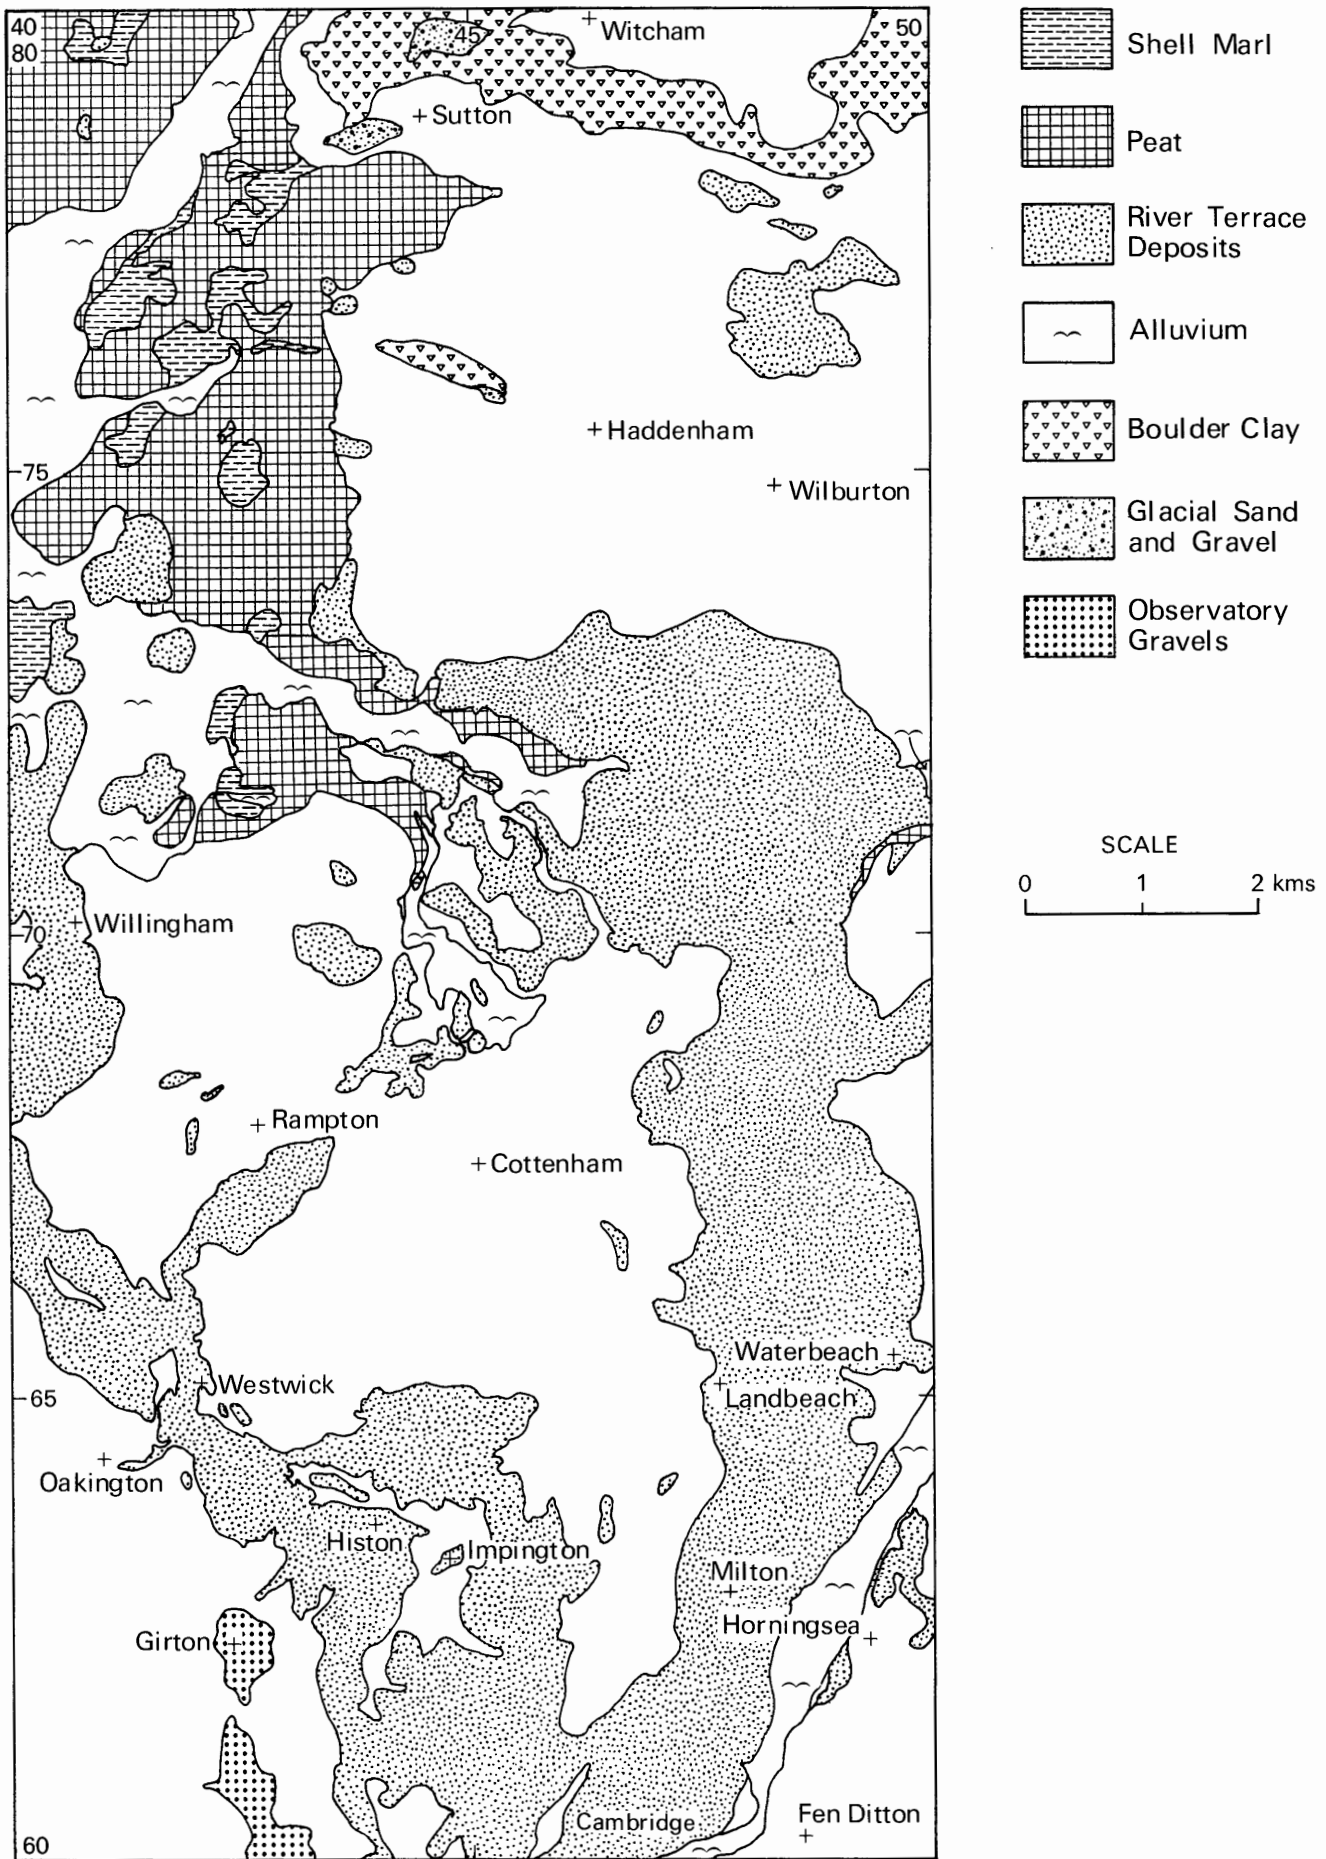 40
80
45
Witcham
50
Sutton
Haddenham
75
Wilburton
Willingham
70
Rampton
Cottenham
Waterbeach
65
Westwick
Landbeach
Oakington
Histon
Impington
Milton
Horningsea
Girton
Cambridge
Fen Ditton
60
Shell Marl
Peat
River Terrace
Deposits
Alluvium
Boulder Clay
Glacial Sand
and Gravel
Observatory
Gravels
SCALE
0 1 2 kms